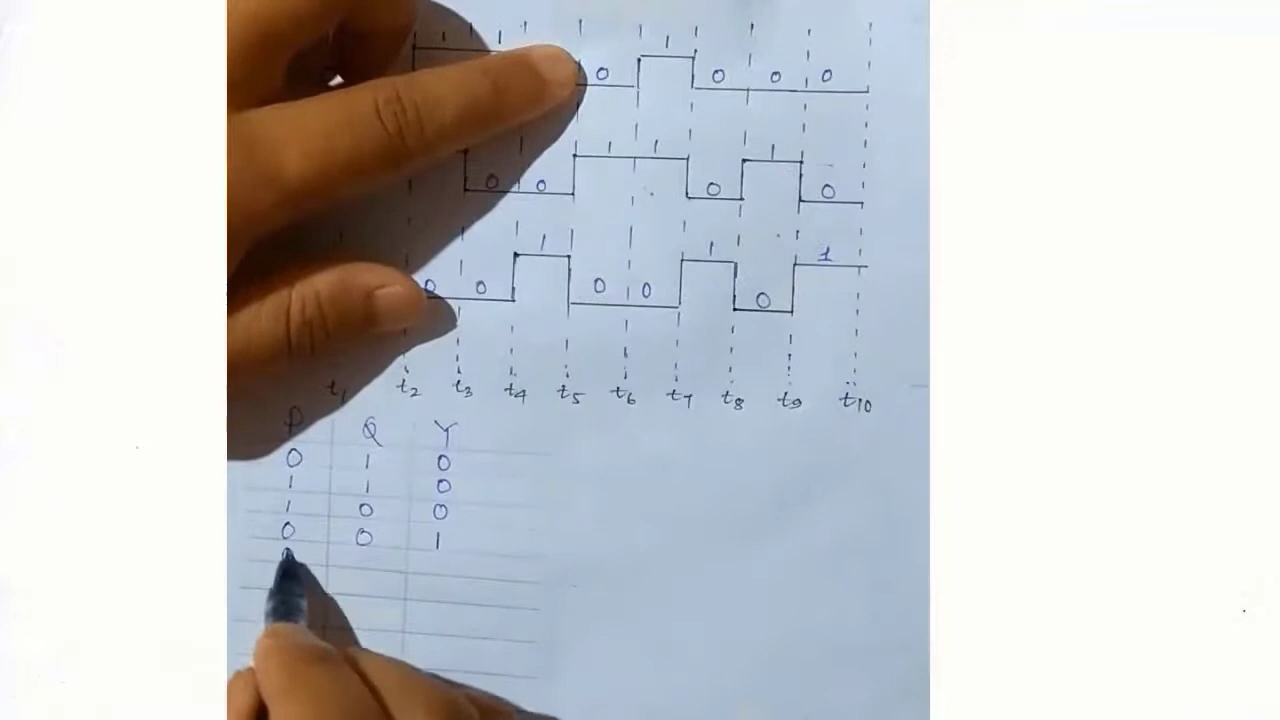 1 1 0 1 0 0 0
0 0 1 1 0 1 0
0 0 1 0 0 1 0 1
t1 t2 t3 t4 t5 t6 t7 t8 t9 t10
P Q Y
0 1 0
1 1 0
1 0 0
0 0 1
0